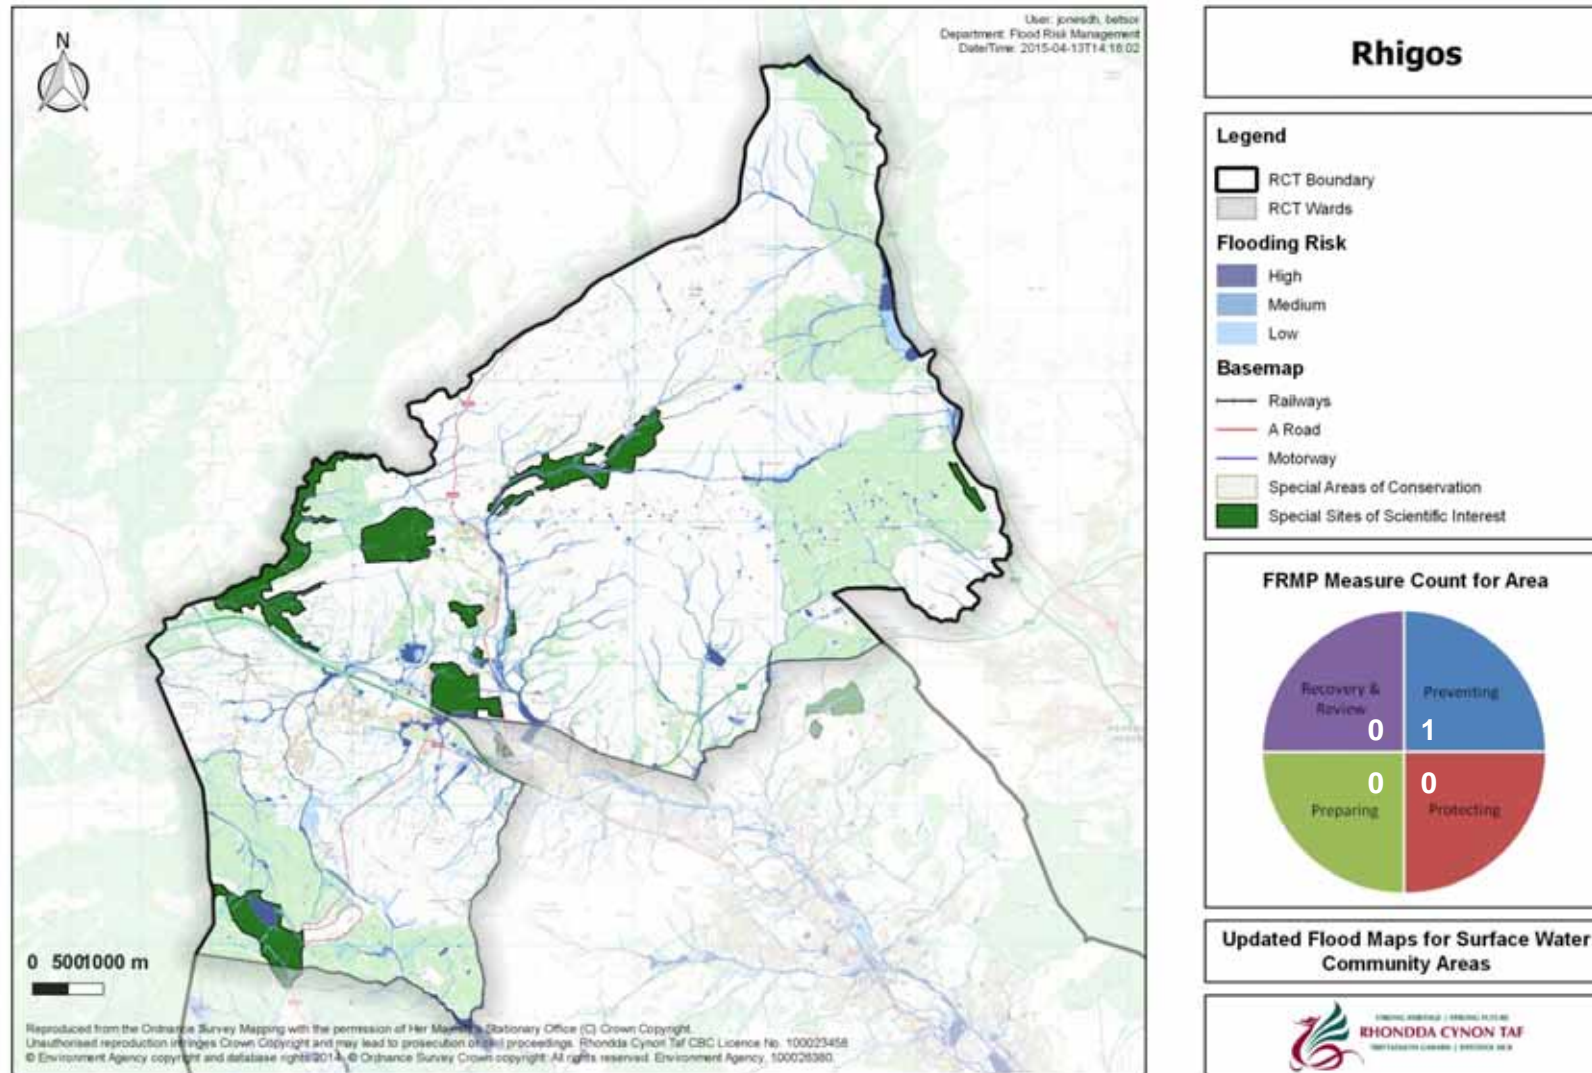 User: jonesdh, betsor
Department: Flood Risk Management
Date/Time: 2015-04-13T14:18:02
N
0 5001000 m
Reproduced from the Ordnance Survey Mapping with the permission of Her Majesty's Stationary Office (C) Crown Copyright.
Unauthorised reproduction infringes Crown Copyright and may lead to prosecution or civil proceedings. Rhondda Cynon Taf CBC Licence No. 100023458
© Environment Agency copyright and database rights 2014. © Ordnance Survey Crown copyright. All rights reserved. Environment Agency, 100026380.
Rhigos
Legend
RCT Boundary
RCT Wards
Flooding Risk
High
Medium
Low
Basemap
Railways
A Road
Motorway
Special Areas of Conservation
Special Sites of Scientific Interest
FRMP Measure Count for Area
Recovery &
Review
0
Preventing
1
0
Preparing
0
Protecting
Updated Flood Maps for Surface Water
Community Areas
STRONG HERITAGE | STRONG FUTURE
RHONDDA CYNON TAF